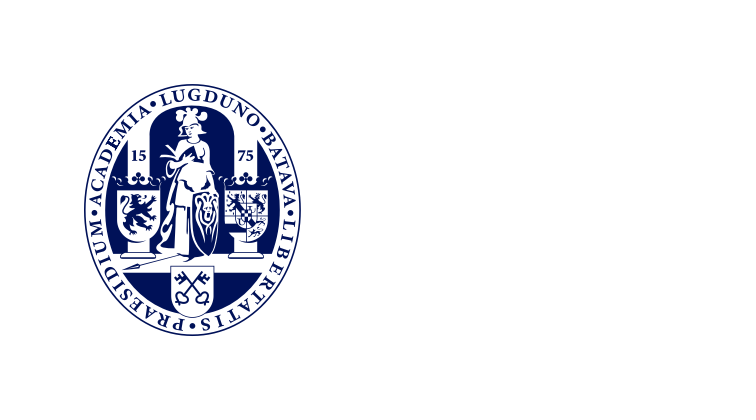 ACADEMIA • LUGDUNO • BATAVA • LIBERTATIS • PRAESIDIUM •
15 75